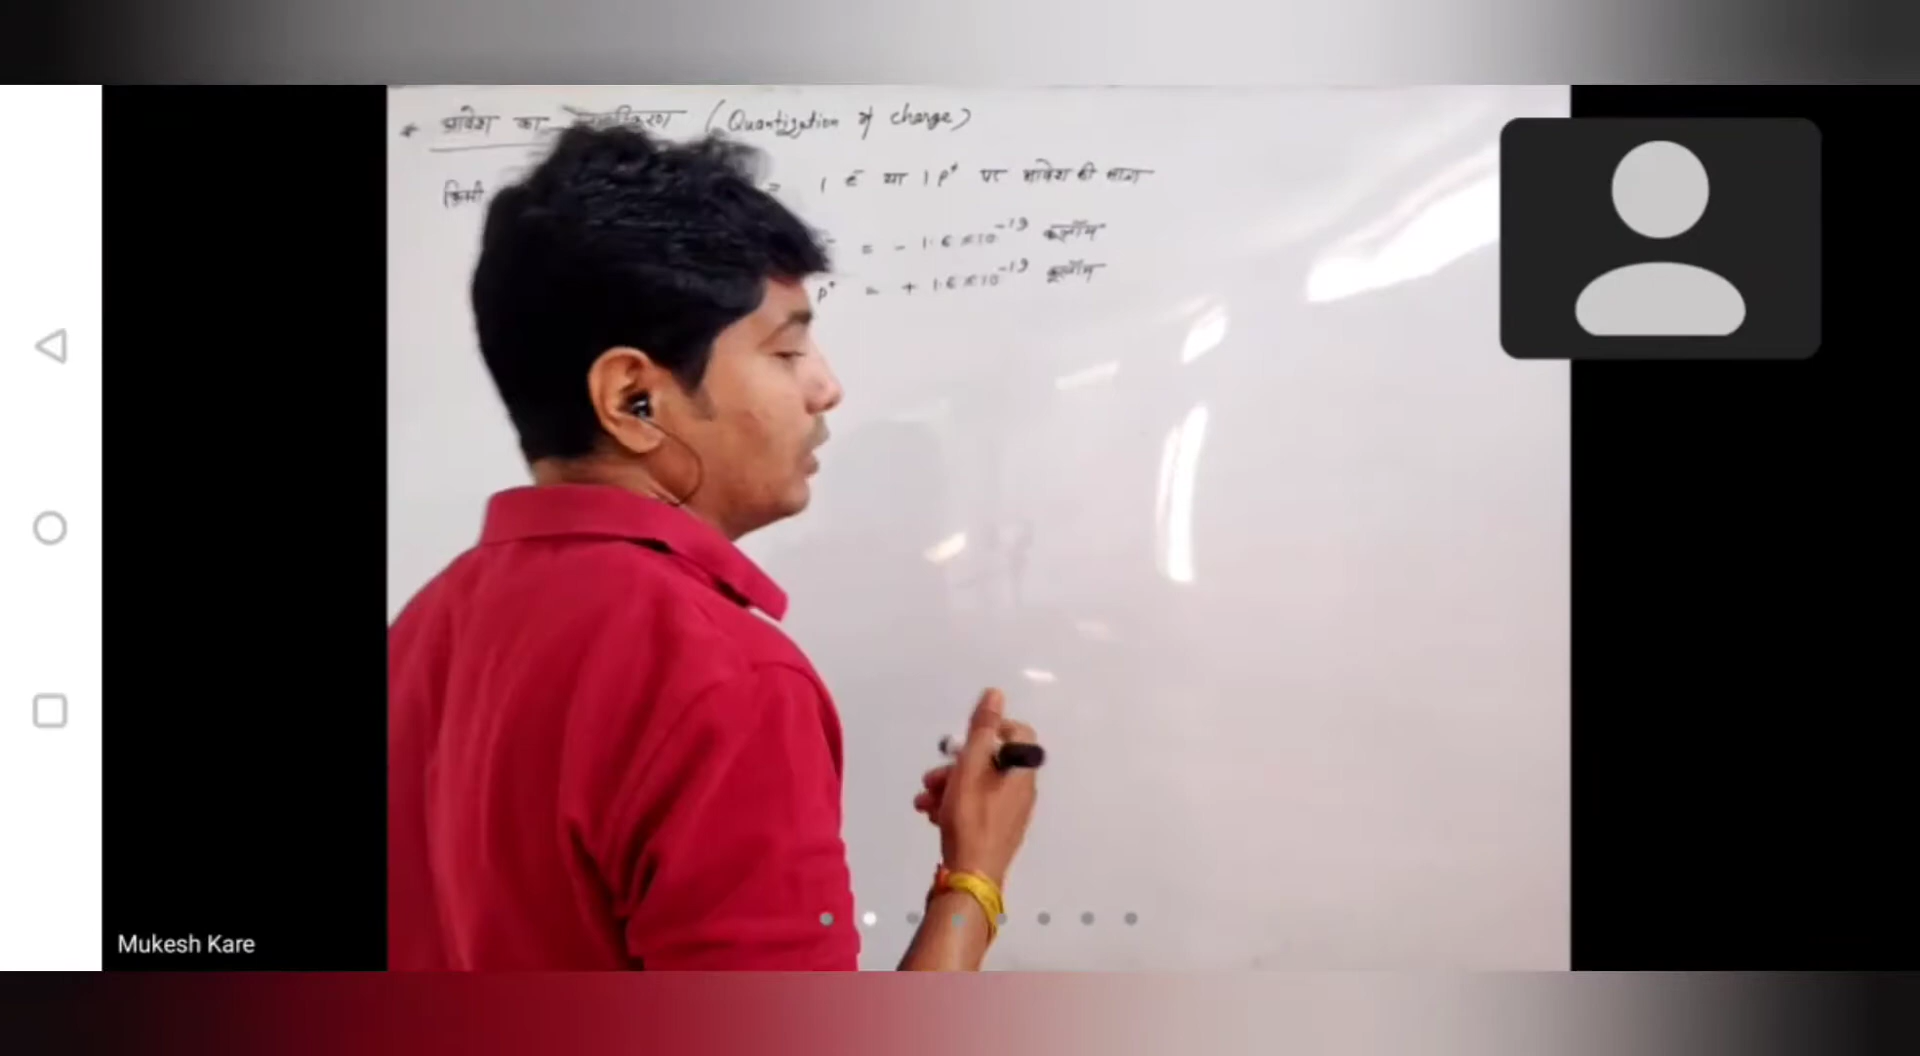 * आवेश का (Quantization of charge)
किसी = 1 e⁻ या 1 p⁺ पर आवेश की मात्रा
= - 1.6×10⁻¹⁹ कूलॉम
p⁺ = + 1.6×10⁻¹⁹ कूलॉम
Mukesh Kare